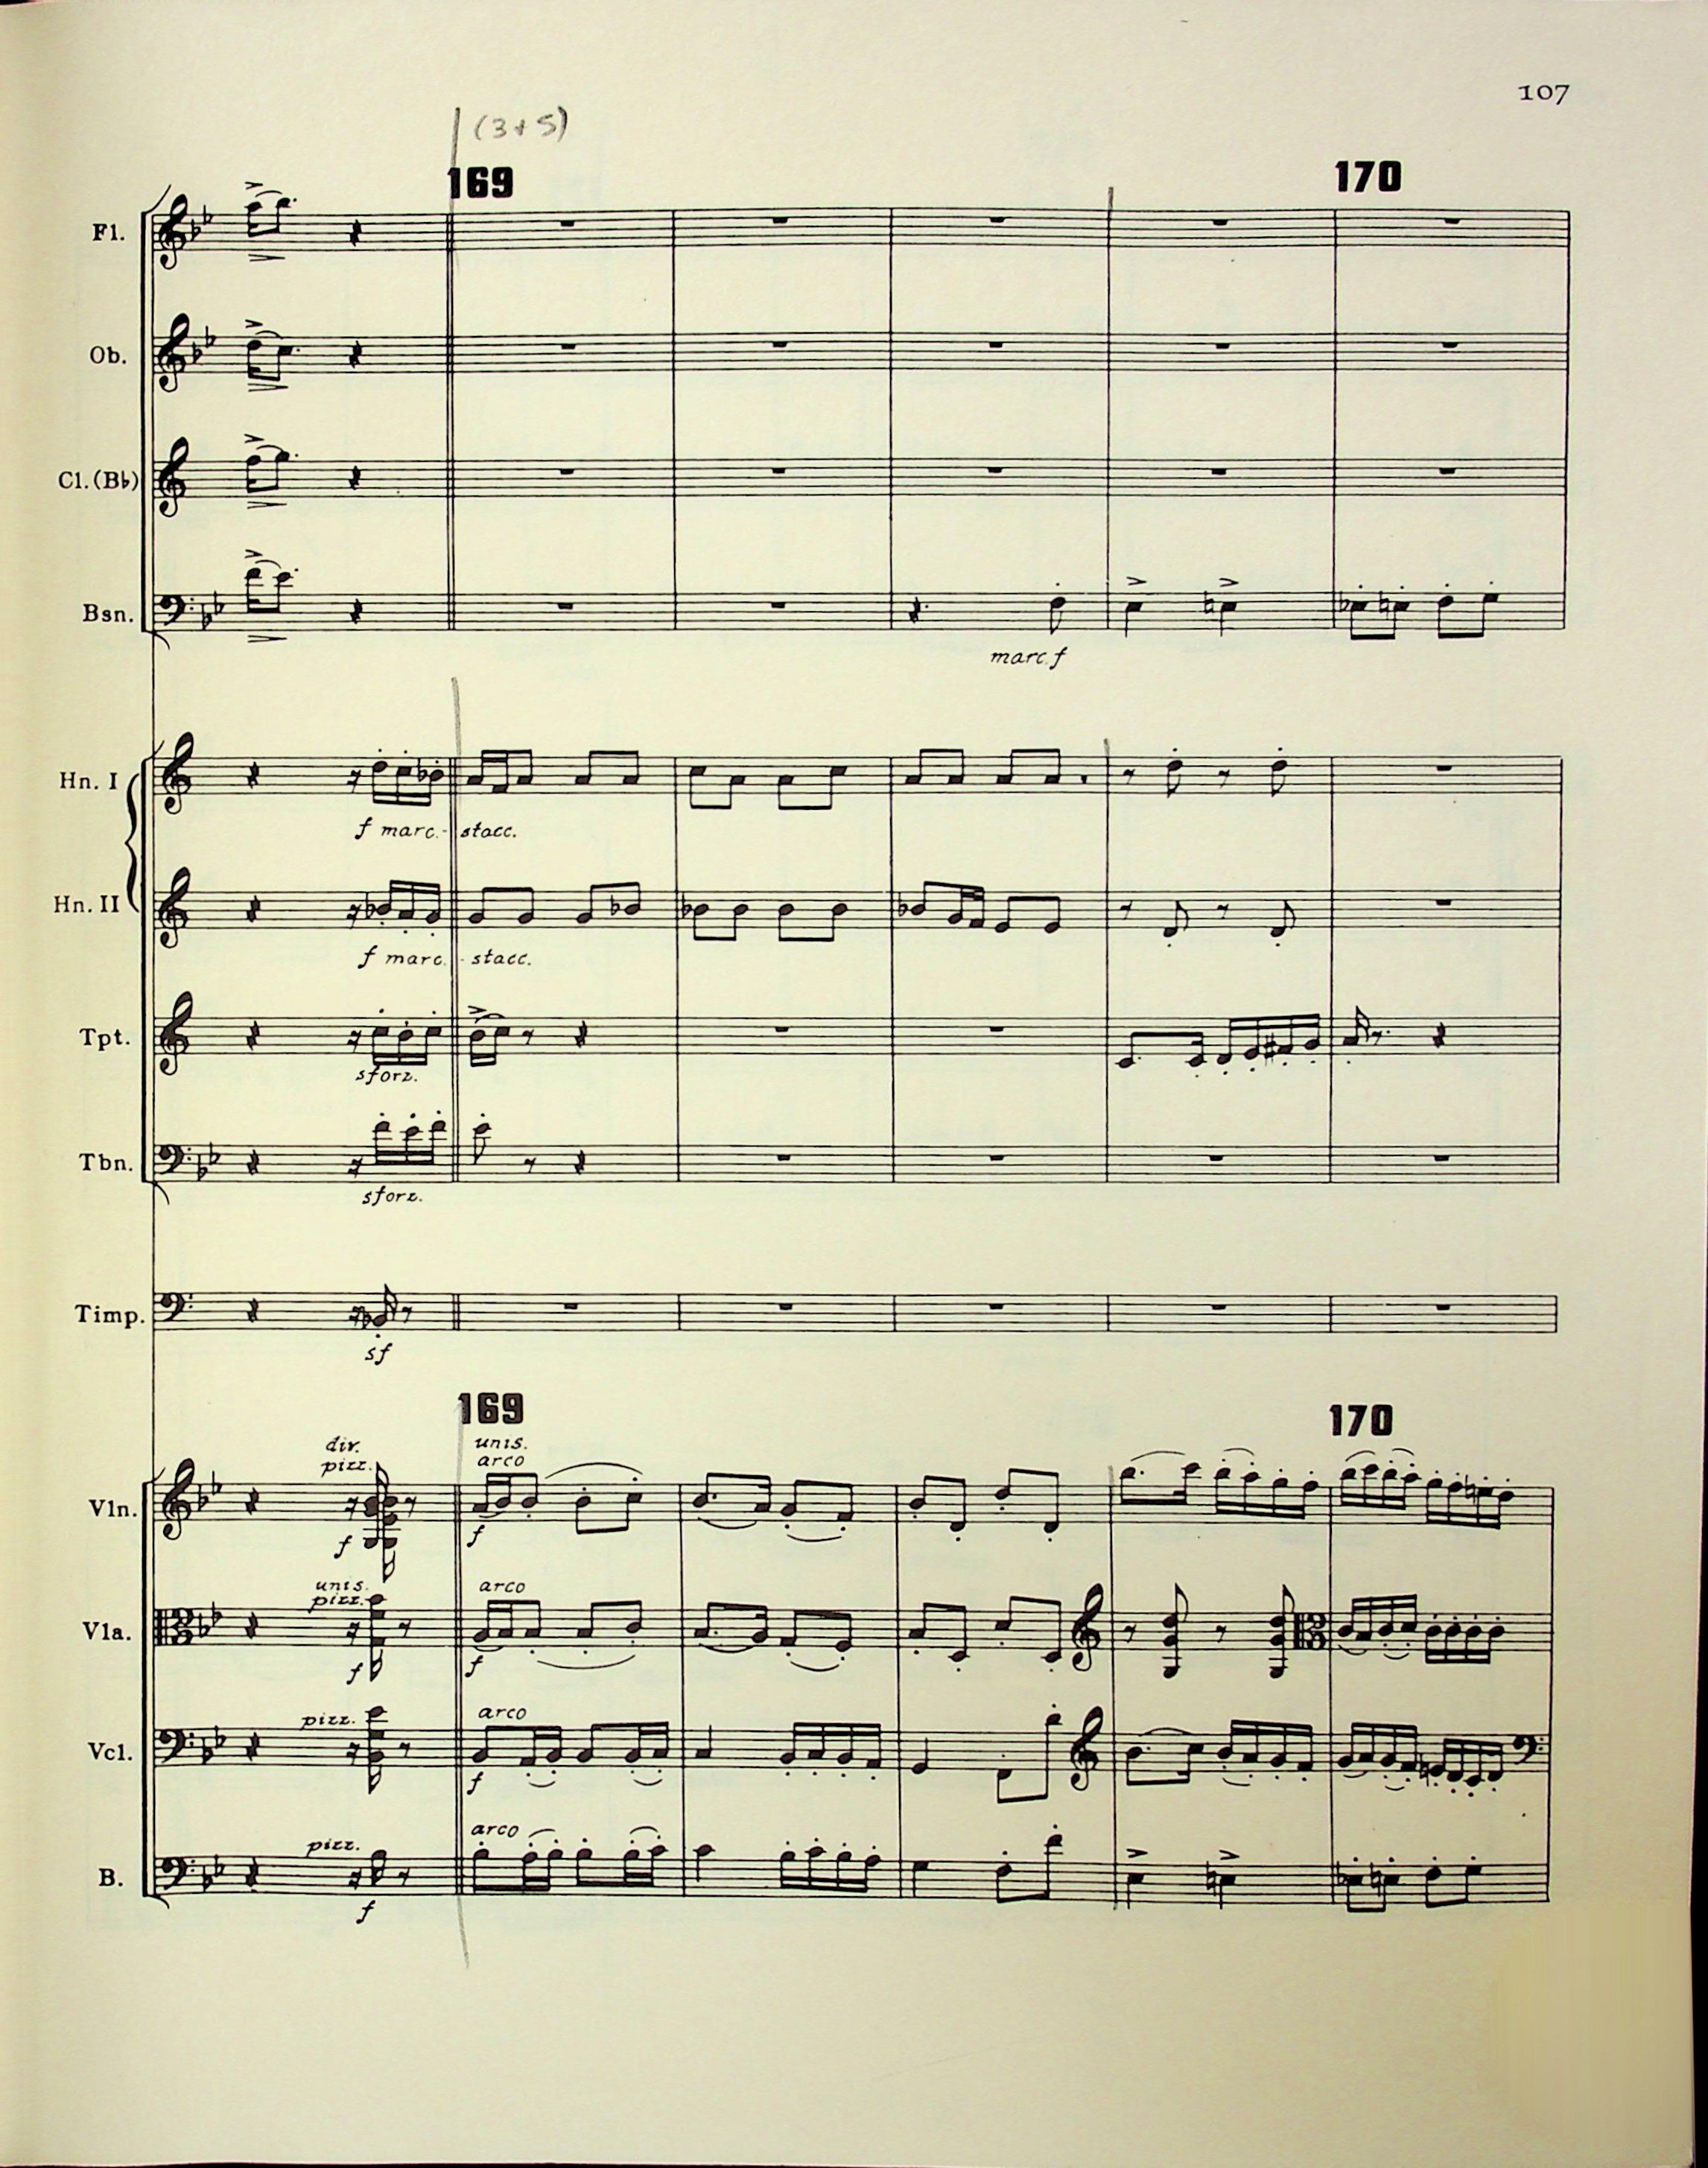 107
(3+5)
169 170
Fl.
Ob.
Cl.(B♭)
Bsn.
marc. f
Hn. I
f marc. - stacc.
Hn. II
f marc. - stacc.
Tpt.
sforz.
Tbn.
sforz.
Timp.
sf
169 170
div. unis.
pizz. arco
Vln.
f f
unis. arco
pizz.
Vla.
f f
pizz. arco
Vcl.
f
pizz. arco
B.
f